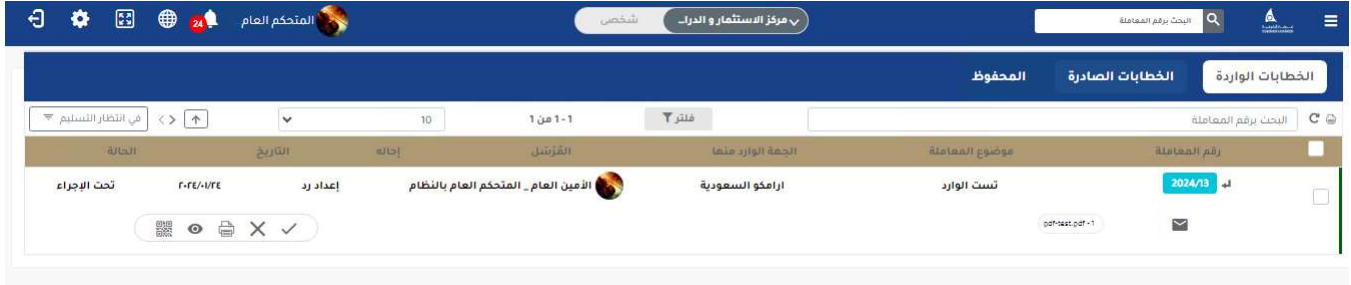 البحث برقم المعاملة
مركز الاستثمار و الدرا... شخصي
المتحكم العام 24
الخطابات الواردة الخطابات الصادرة المحفوظ
البحث برقم المعاملة فلتر 1 - 1 من 1 10 في انتظار التسليم
رقم المعاملة موضوع المعاملة الجهة الوارد منها المُرسَل إحاله التاريخ الحالة
2024/13 تست الوارد ارامكو السعودية الأمين العام _ المتحكم العام بالنظام إعداد رد ٢٠٢٤/٠١/٢٤ تحت الإجراء
1- pdf-test.pdf